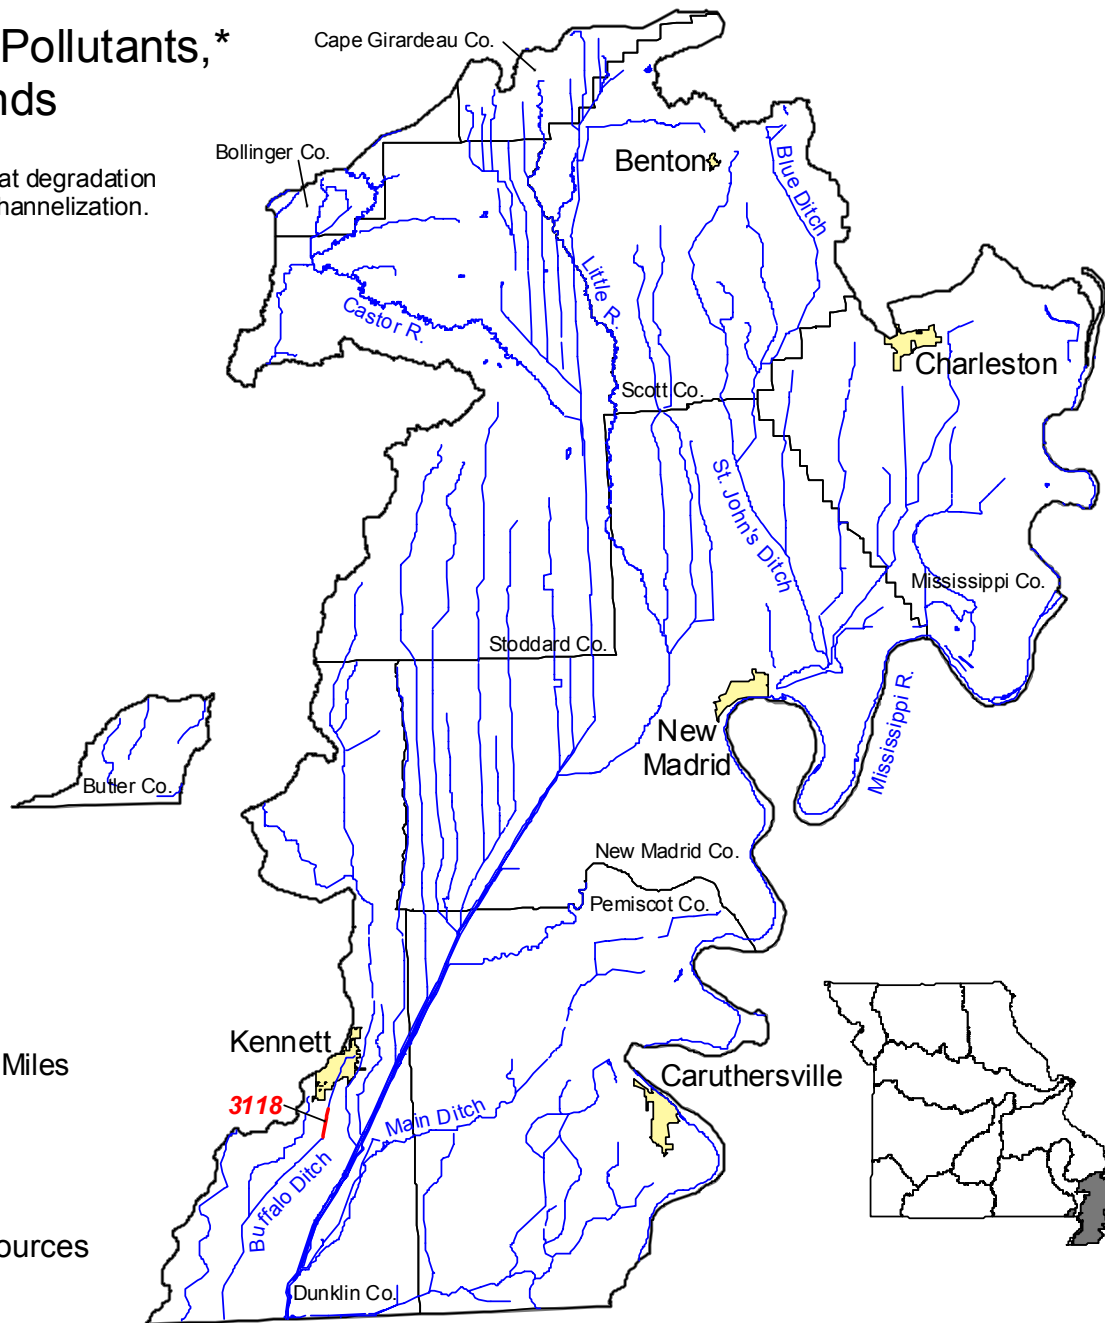 Pollutants,*
Cape Girardeau Co.
Bollinger Co.
hannelization.
Benton
Blue Ditch
Little R.
Castor R.
Charleston
Scott Co.
St. John's Ditch
Mississippi Co.
Stoddard Co.
New
Madrid
Mississippi R.
Butler Co.
New Madrid Co.
Pemiscot Co.
Kennett
Miles
Caruthersville
3118
Main Ditch
Buffalo Ditch
Dunklin Co.
ources
nds
at degradation